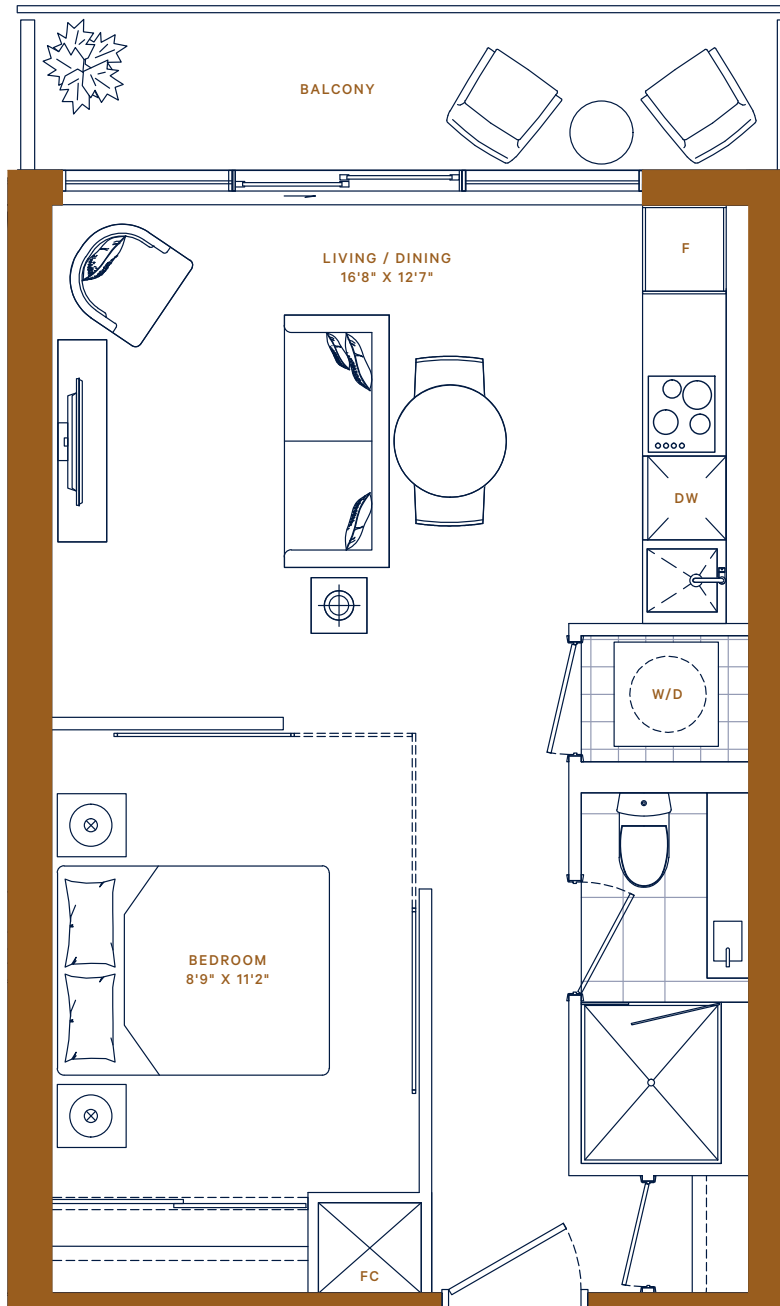 BALCONY
LIVING / DINING
16'8" X 12'7"
F
DW
W/D
BEDROOM
8'9" X 11'2"
FC